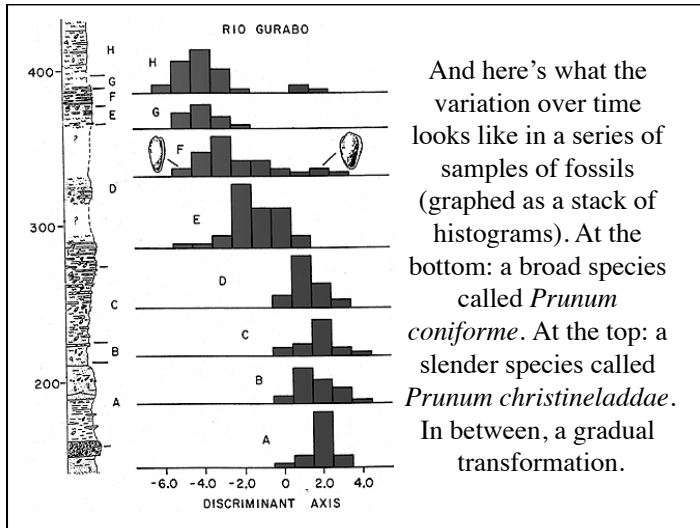 RIO GURABO
400
300
200
H
G
F
E
D
C
B
A
?
?
H
G
F
E
D
C
B
A
-6.0 -4.0 -2.0 0 2.0 4.0
DISCRIMINANT AXIS
And here’s what the
variation over time
looks like in a series of
samples of fossils
(graphed as a stack of
histograms). At the
bottom: a broad species
called Prunum
coniforme. At the top: a
slender species called
Prunum christineladdae.
In between, a gradual
transformation.